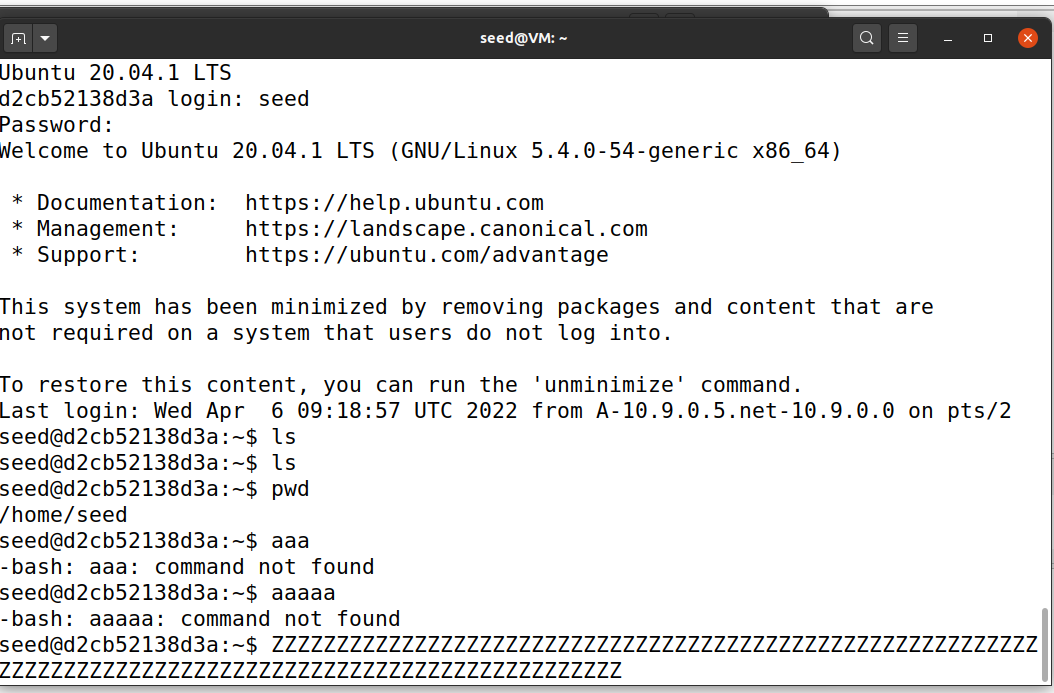 seed@VM: ~
Ubuntu 20.04.1 LTS
d2cb52138d3a login: seed
Password:
Welcome to Ubuntu 20.04.1 LTS (GNU/Linux 5.4.0-54-generic x86_64)
* Documentation: https://help.ubuntu.com
* Management: https://landscape.canonical.com
* Support: https://ubuntu.com/advantage
This system has been minimized by removing packages and content that are
not required on a system that users do not log into.
To restore this content, you can run the 'unminimize' command.
Last login: Wed Apr  6 09:18:57 UTC 2022 from A-10.9.0.5.net-10.9.0.0 on pts/2
seed@d2cb52138d3a:~$ ls
seed@d2cb52138d3a:~$ ls
seed@d2cb52138d3a:~$ pwd
/home/seed
seed@d2cb52138d3a:~$ aaa
-bash: aaa: command not found
seed@d2cb52138d3a:~$ aaaaa
-bash: aaaaa: command not found
seed@d2cb52138d3a:~$ ZZZZZZZZZZZZZZZZZZZZZZZZZZZZZZZZZZZZZZZZZZZZZZZZZZZZZZZZZZZ
ZZZZZZZZZZZZZZZZZZZZZZZZZZZZZZZZZZZZZZZZZZZZZZZZ